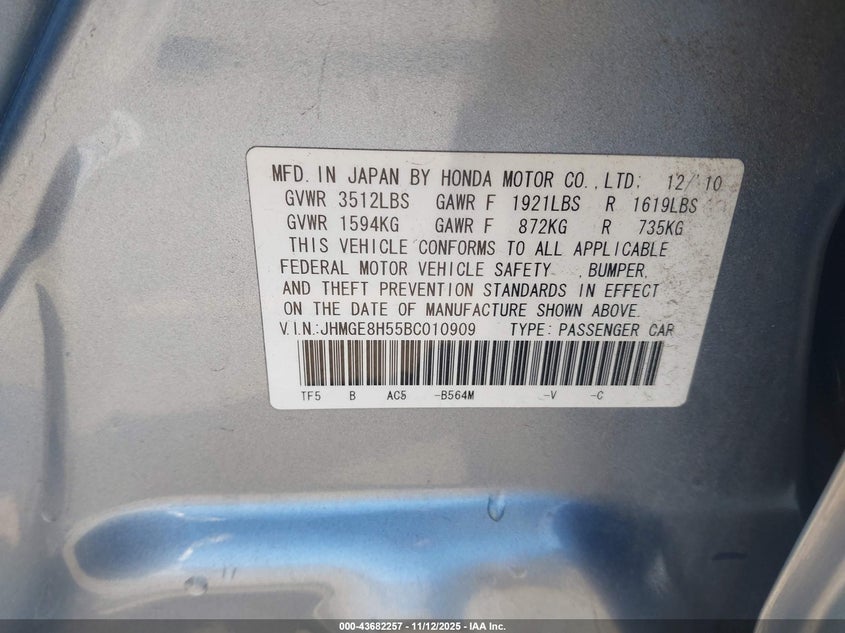 MFD. IN JAPAN BY HONDA MOTOR CO.,LTD. 12/10
GVWR 3512LBS GAWR F 1921LBS R 1619LBS
GVWR 1594KG GAWR F 872KG R 735KG
THIS VEHICLE CONFORMS TO ALL APPLICABLE
FEDERAL MOTOR VEHICLE SAFETY , BUMPER,
AND THEFT PREVENTION STANDARDS IN EFFECT
ON THE DATE OF MANUFACTURE SHOWN ABOVE.
V.I.N.:JHMGE8H55BC010909 TYPE: PASSENGER CAR
TF5 B AC5 -B564M -V -C
000-43682257 - 11/12/2025 - IAA Inc.